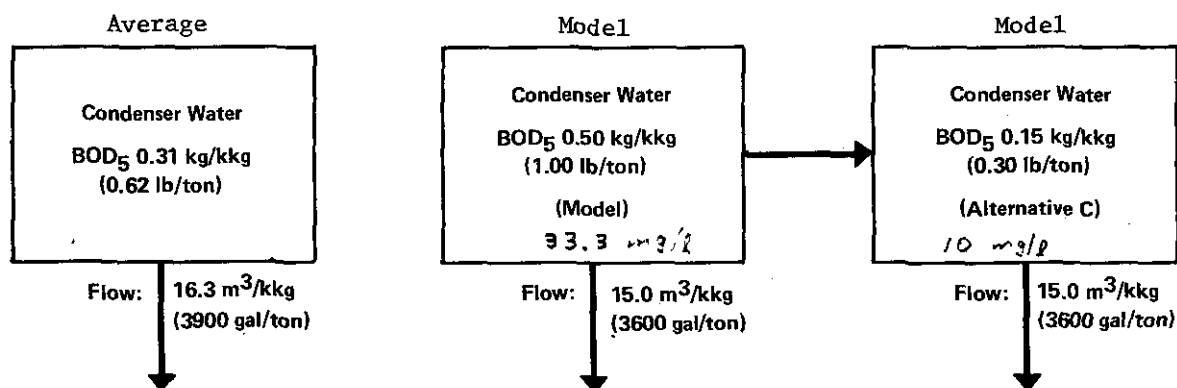 Average
Condenser Water
BOD5 0.31 kg/kkg
(0.62 lb/ton)
Flow: 16.3 m3/kkg
(3900 gal/ton)
Model
Condenser Water
BOD5 0.50 kg/kkg
(1.00 lb/ton)
(Model)
33.3 mg/l
Flow: 15.0 m3/kkg
(3600 gal/ton)
Model
Condenser Water
BOD5 0.15 kg/kkg
(0.30 lb/ton)
(Alternative C)
10 mg/l
Flow: 15.0 m3/kkg
(3600 gal/ton)